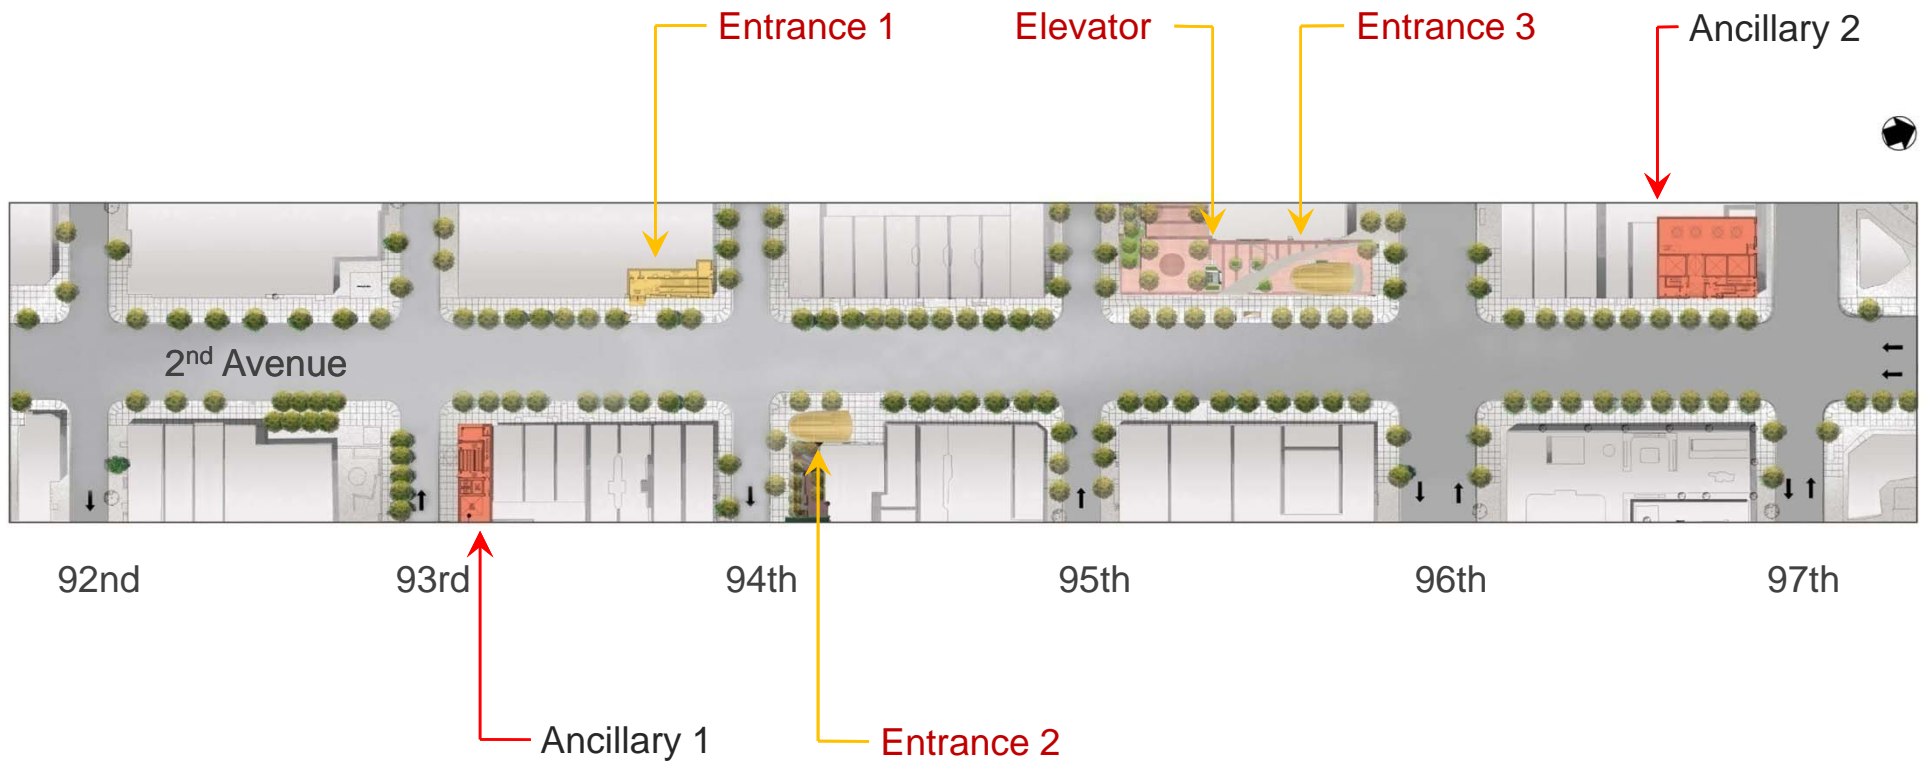 Entrance 1
Elevator
Entrance 3
Ancillary 2
2nd Avenue
92nd
93rd
94th
95th
96th
97th
Ancillary 1
Entrance 2